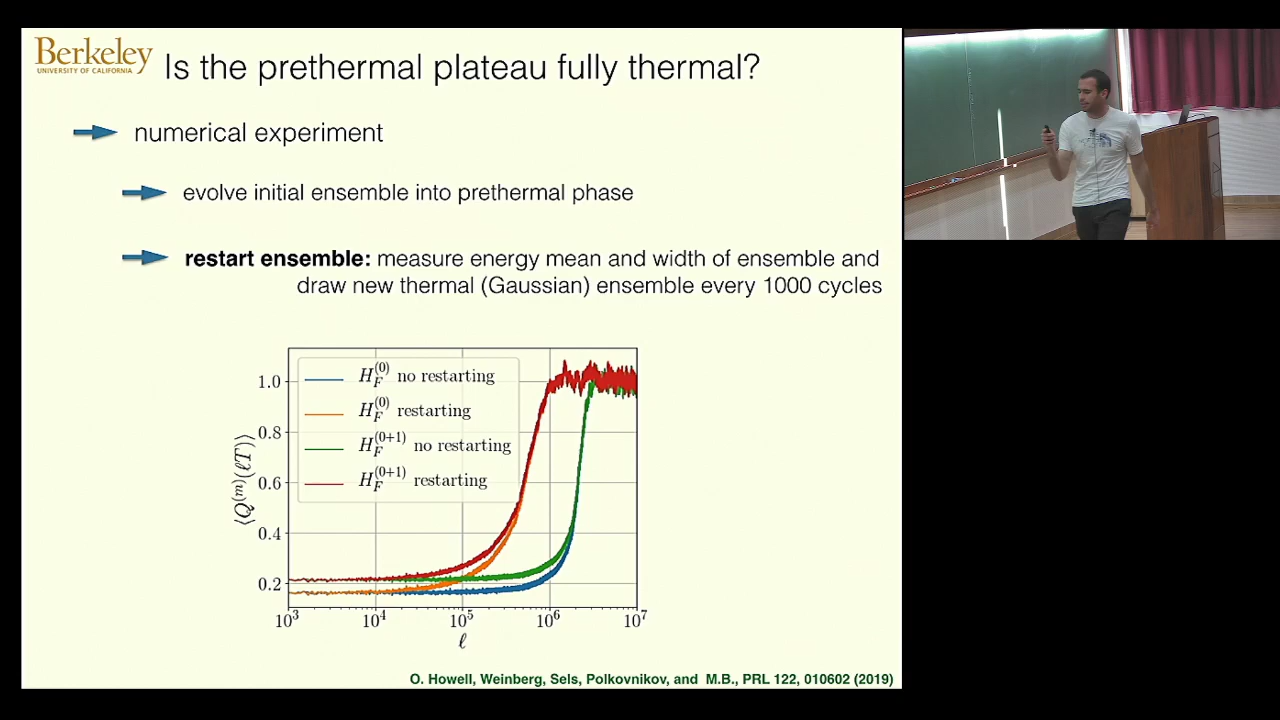 Berkeley
UNIVERSITY OF CALIFORNIA
Is the prethermal plateau fully thermal?
numerical experiment
evolve initial ensemble into prethermal phase
restart ensemble: measure energy mean and width of ensemble and
draw new thermal (Gaussian) ensemble every 1000 cycles
H_F^{(0)} no restarting
H_F^{(0)} restarting
H_F^{(0+1)} no restarting
H_F^{(0+1)} restarting
⟨Q^{(m)}(ℓT)⟩
1.0
0.8
0.6
0.4
0.2
10^3 10^4 10^5 10^6 10^7
ℓ
O. Howell, Weinberg, Sels, Polkovnikov, and M.B., PRL 122, 010602 (2019)